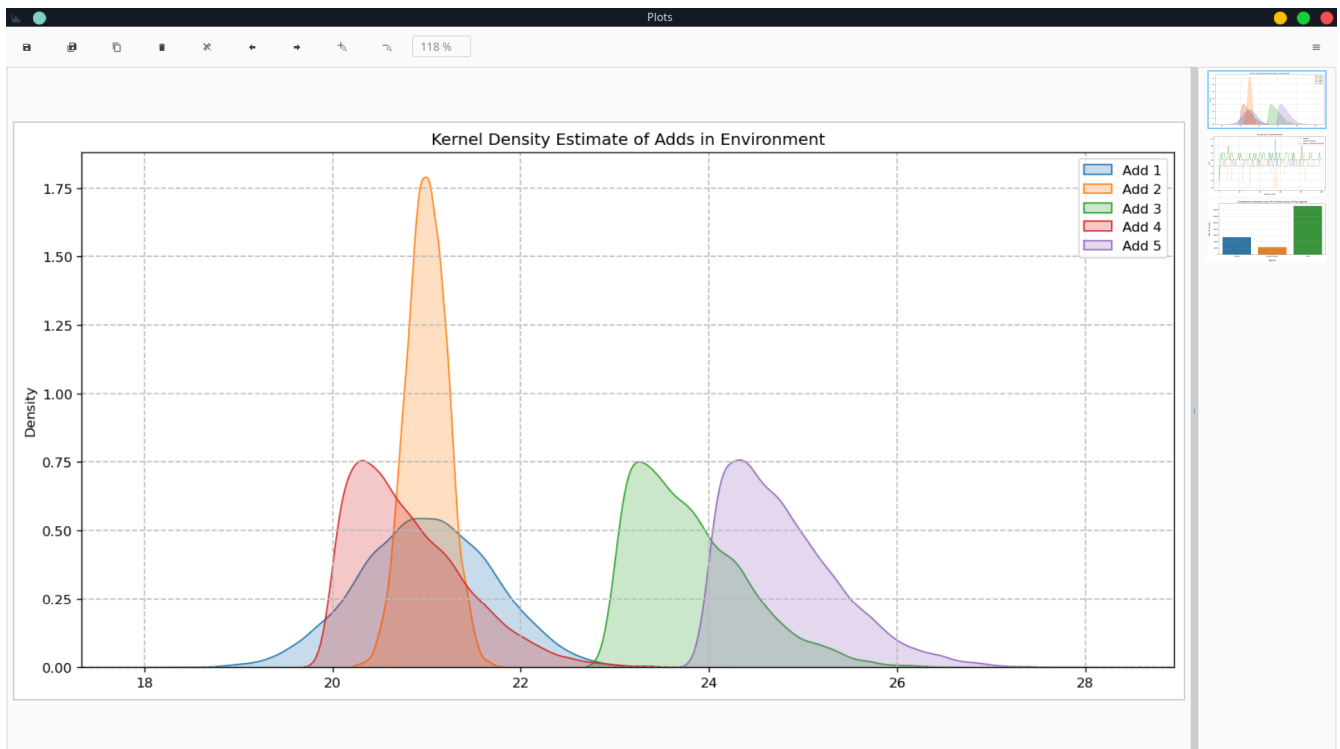 Plots
118 %
Kernel Density Estimate of Adds in Environment
Add 1
Add 2
Add 3
Add 4
Add 5
1.75
1.50
1.25
1.00
0.75
0.50
0.25
0.00
Density
18 20 22 24 26 28